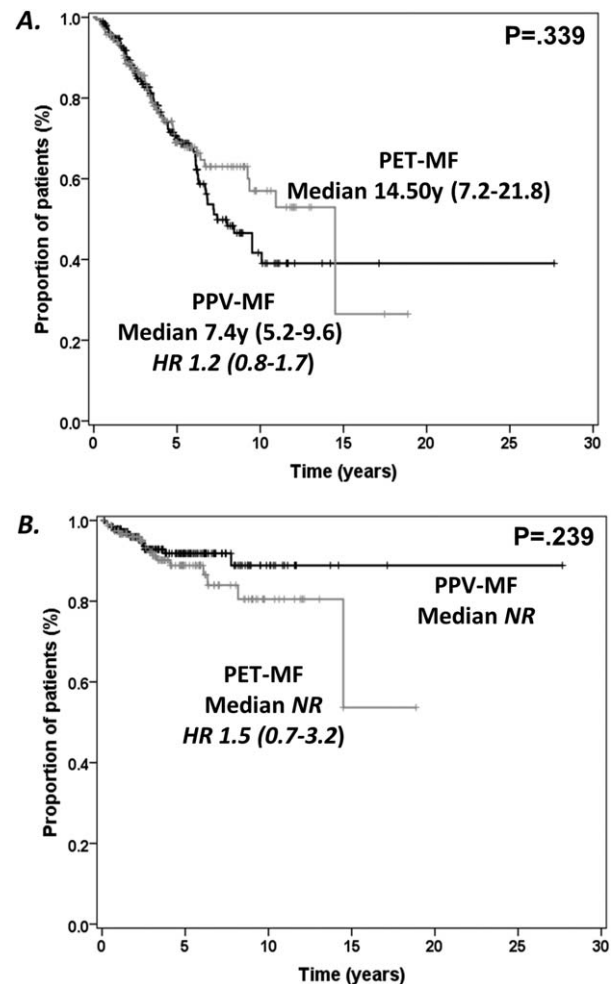 A.
P=.339
1.0
0.8
0.6
0.4
0.2
0.0
Proportion of patients (%)
PET-MF
Median 14.50y (7.2-21.8)
PPV-MF
Median 7.4y (5.2-9.6)
HR 1.2 (0.8-1.7)
0 5 10 15 20 25 30
Time (years)
B.
P=.239
1.0
0.8
0.6
0.4
0.2
0.0
Proportion of patients (%)
PPV-MF
Median NR
PET-MF
Median NR
HR 1.5 (0.7-3.2)
0 5 10 15 20 25 30
Time (years)